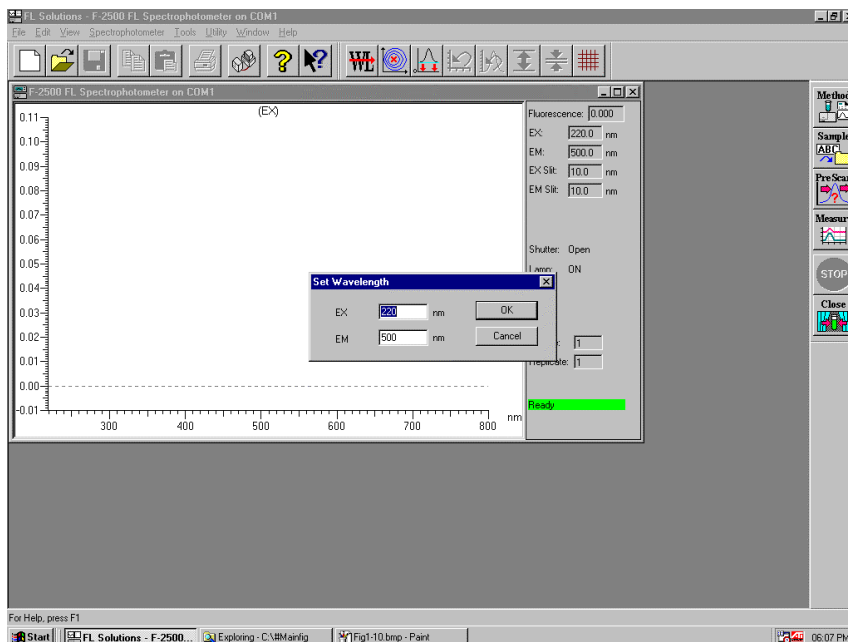 FL Solutions - F-2500 FL Spectrophotometer on COM1
File Edit View Spectrophotometer Tools Utility Window Help
WL
F-2500 FL Spectrophotometer on COM1
(EX)
0.11
0.10
0.09
0.08
0.07
0.06
0.05
0.04
0.03
0.02
0.01
0.00
-0.01
300 400 500 600 700 800 nm
Fluorescence: 0.000
EX: 220.0 nm
EM: 500.0 nm
EX Slit: 10.0 nm
EM Slit: 10.0 nm
Shutter: Open
Lamp: ON
Set Wavelength
EX 220 nm OK
EM 500 nm Cancel
1
Replicate: 1
Ready
Method
Sample
ABC
PreScan
Measure
STOP
Close
For Help, press F1
Start FL Solutions - F-2500... Exploring - C:\#Mainfig Fig1-10.bmp - Paint 06:07 PM